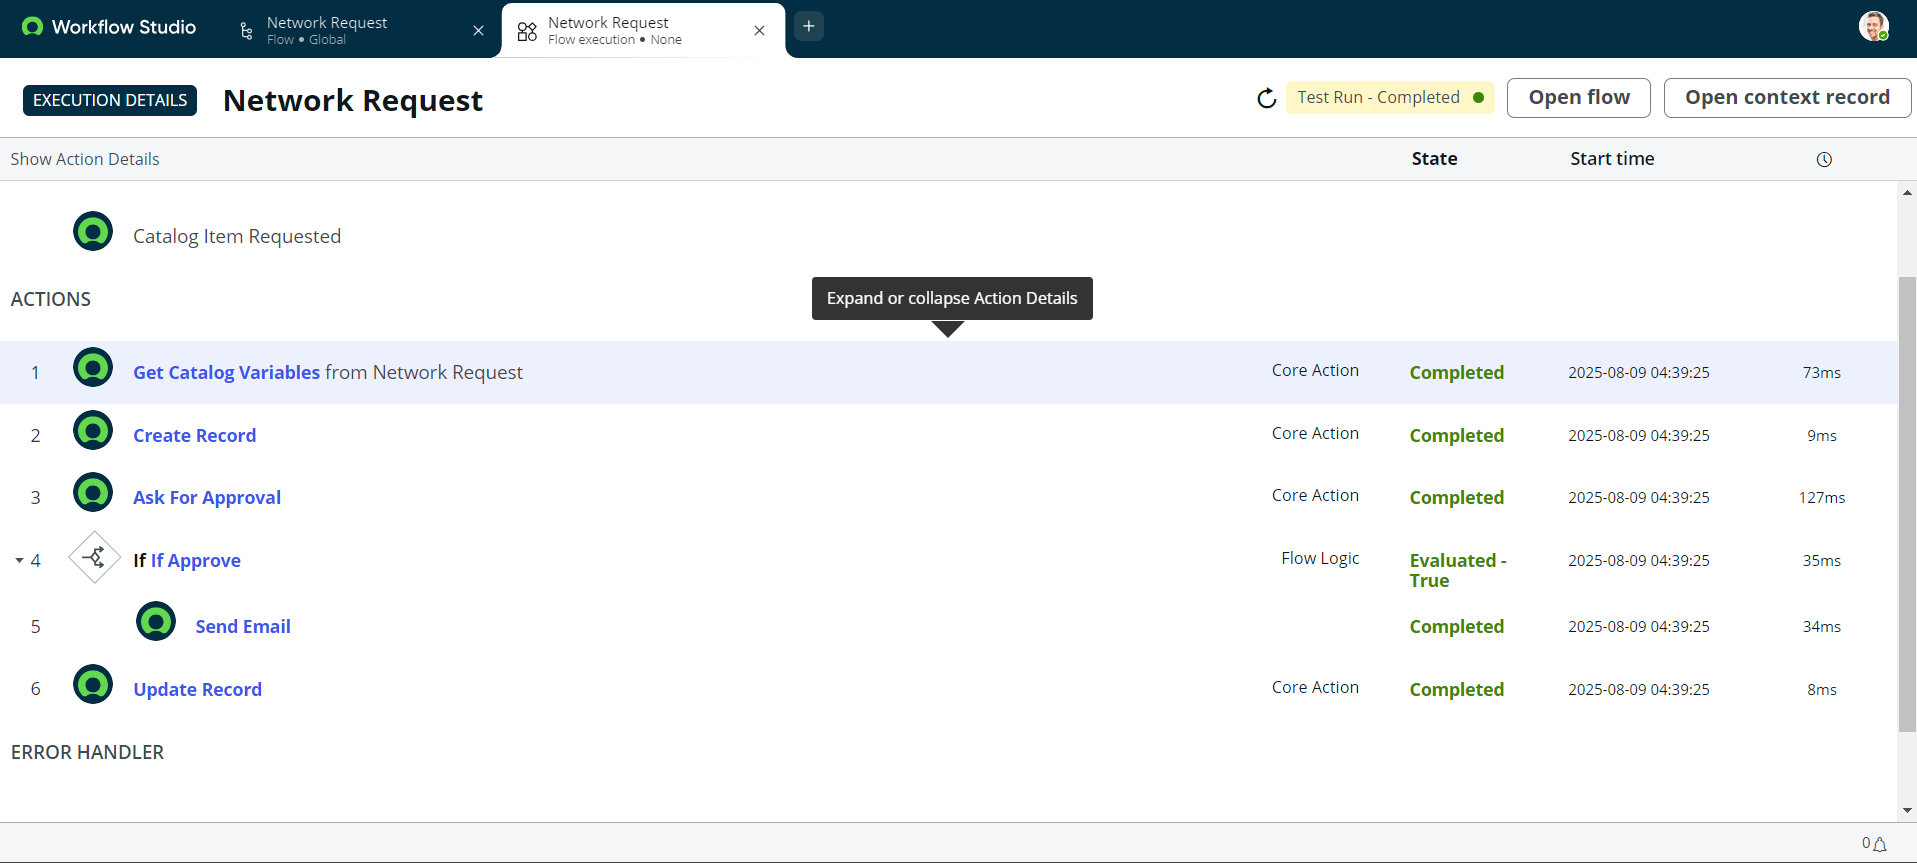 Workflow Studio
Network Request
Flow • Global
Network Request
Flow execution • None
EXECUTION DETAILS
Network Request
Test Run - Completed
Open flow
Open context record
Show Action Details
State
Start time
Catalog Item Requested
ACTIONS
Expand or collapse Action Details
1 Get Catalog Variables from Network Request Core Action Completed 2025-08-09 04:39:25 73ms
2 Create Record Core Action Completed 2025-08-09 04:39:25 9ms
3 Ask For Approval Core Action Completed 2025-08-09 04:39:25 127ms
4 If If Approve Flow Logic Evaluated - 2025-08-09 04:39:25 35ms
True
5 Send Email Completed 2025-08-09 04:39:25 34ms
6 Update Record Core Action Completed 2025-08-09 04:39:25 8ms
ERROR HANDLER
0